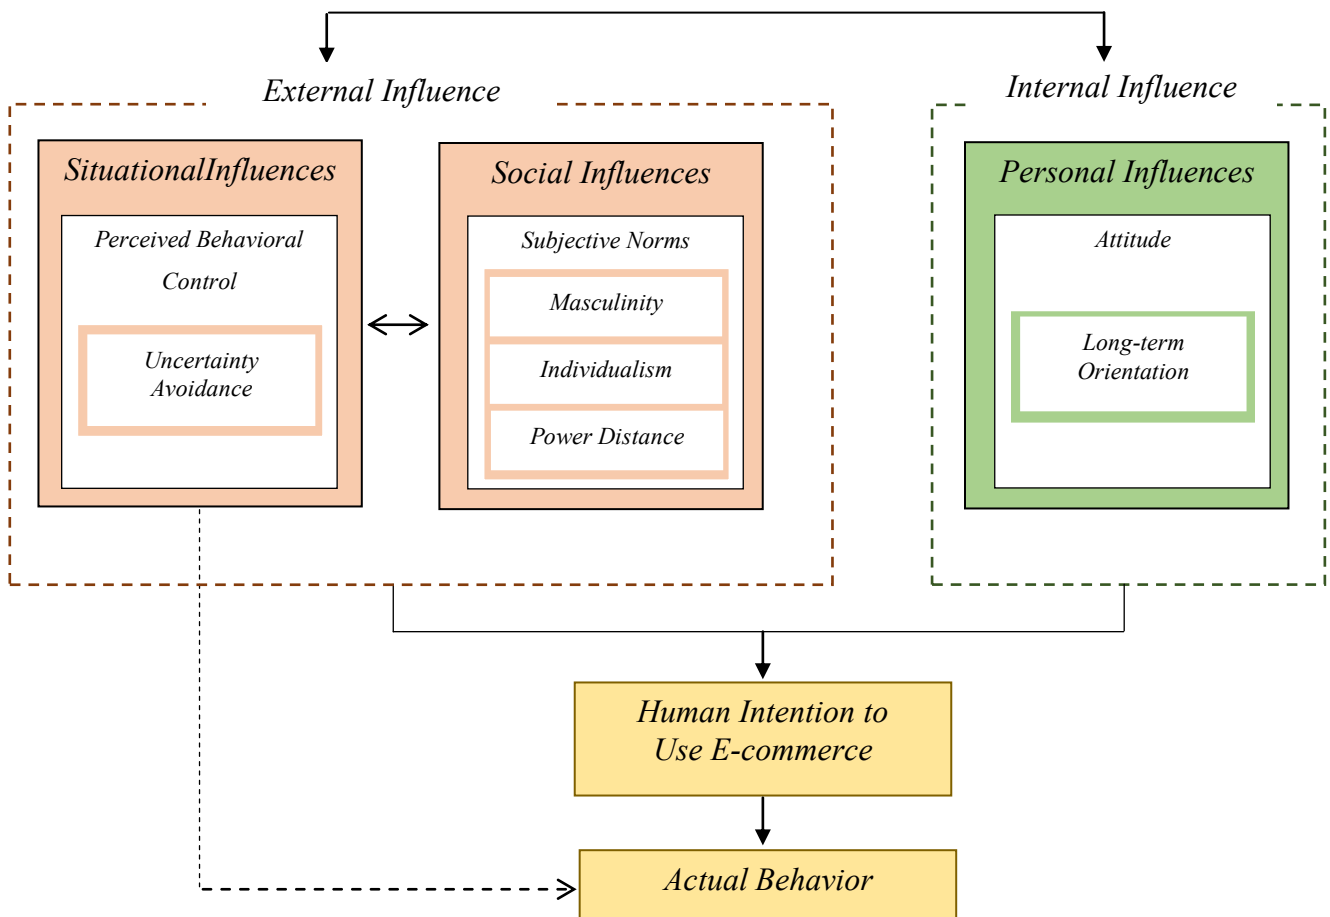 External Influence
Internal Influence
SituationalInfluences
Perceived Behavioral
Control
Uncertainty
Avoidance
Social Influences
Subjective Norms
Masculinity
Individualism
Power Distance
Personal Influences
Attitude
Long-term
Orientation
Human Intention to
Use E-commerce
Actual Behavior